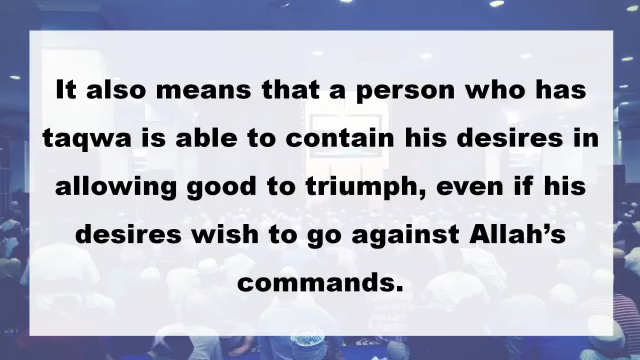 It also means that a person who has
taqwa is able to contain his desires in
allowing good to triumph, even if his
desires wish to go against Allah’s
commands.